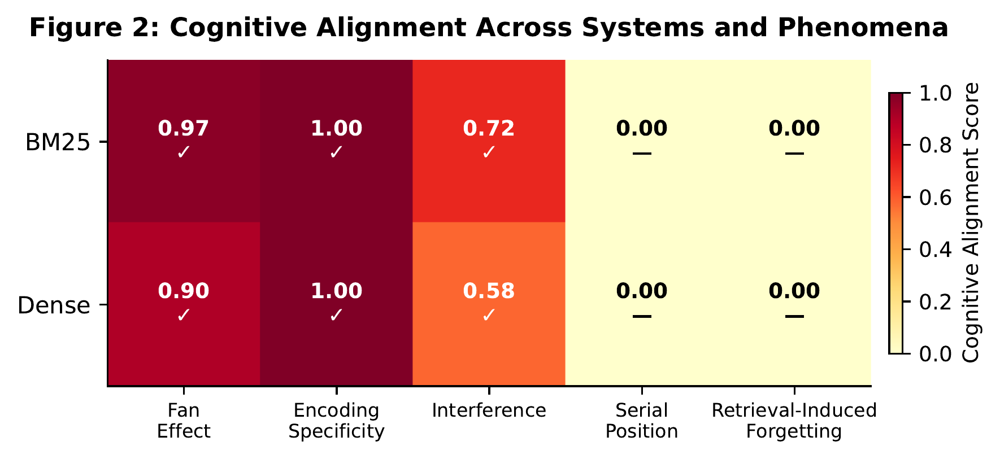 Figure 2: Cognitive Alignment Across Systems and Phenomena
BM25
0.97
✓
1.00
✓
0.72
✓
0.00
—
0.00
—
Dense
0.90
✓
1.00
✓
0.58
✓
0.00
—
0.00
—
Fan
Effect
Encoding
Specificity
Interference
Serial
Position
Retrieval-Induced
Forgetting
1.0
0.8
0.6
0.4
0.2
0.0
Cognitive Alignment Score